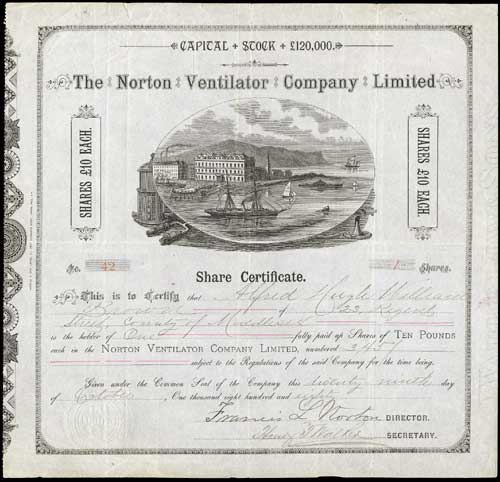 CAPITAL + STOCK + £120,000.
The Norton Ventilator Company Limited
SHARES £10 EACH.
SHARES £10 EACH.
No. 42
1 Shares.
Share Certificate.
This is to Certify that Alfred Hugh William
Brown of Regent
Street, County of Middlesex
is the holder of One fully paid up Shares of TEN POUNDS
each in the NORTON VENTILATOR COMPANY LIMITED, numbered
subject to the Regulations of the said Company for the time being.
Given under the Common Seal of the Company this twenty ninth day
of October, One thousand eight hundred and eighty
Francis L Norton DIRECTOR.
Henry SECRETARY.